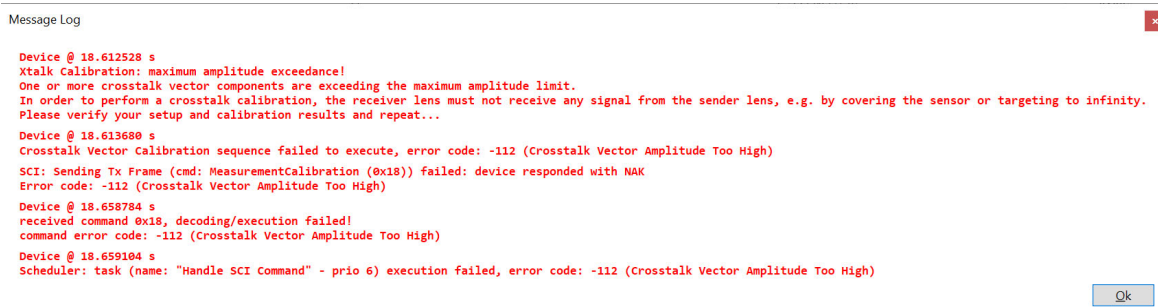 Message Log
Device @ 18.612528 s
Xtalk Calibration: maximum amplitude exceedance!
One or more crosstalk vector components are exceeding the maximum amplitude limit.
In order to perform a crosstalk calibration, the receiver lens must not receive any signal from the sender lens, e.g. by covering the sensor or targeting to infinity.
Please verify your setup and calibration results and repeat...
Device @ 18.613680 s
Crosstalk Vector Calibration sequence failed to execute, error code: -112 (Crosstalk Vector Amplitude Too High)
SCI: Sending Tx Frame (cmd: MeasurementCalibration (0x18)) failed: device responded with NAK
Error code: -112 (Crosstalk Vector Amplitude Too High)
Device @ 18.658784 s
received command 0x18, decoding/execution failed!
command error code: -112 (Crosstalk Vector Amplitude Too High)
Device @ 18.659104 s
Scheduler: task (name: "Handle SCI Command" - prio 6) execution failed, error code: -112 (Crosstalk Vector Amplitude Too High)
Ok